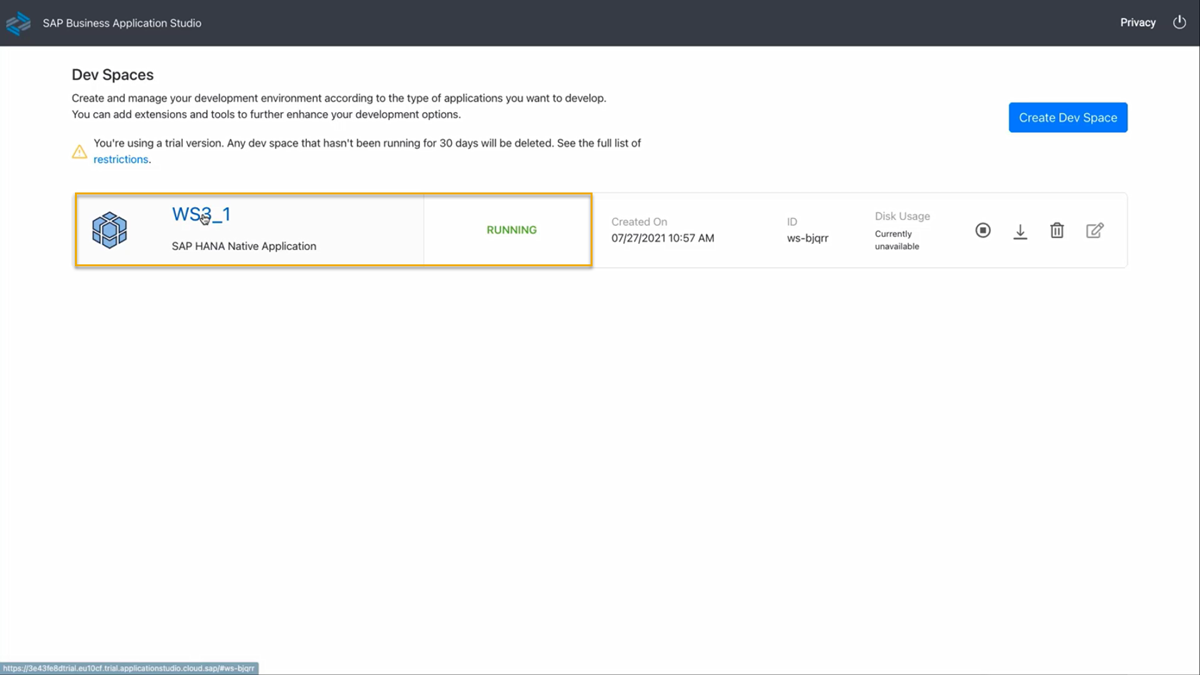 SAP Business Application Studio
Privacy
Dev Spaces
Create and manage your development environment according to the type of applications you want to develop.
You can add extensions and tools to further enhance your development options.
Create Dev Space
You're using a trial version. Any dev space that hasn't been running for 30 days will be deleted. See the full list of
restrictions.
WS3_1
SAP HANA Native Application
RUNNING
Created On
07/27/2021 10:57 AM
ID
ws-bjqrr
Disk Usage
Currently
unavailable
https://3e43fe8dtrial.eu10cf.trial.applicationstudio.cloud.sap/#ws-bjqrr